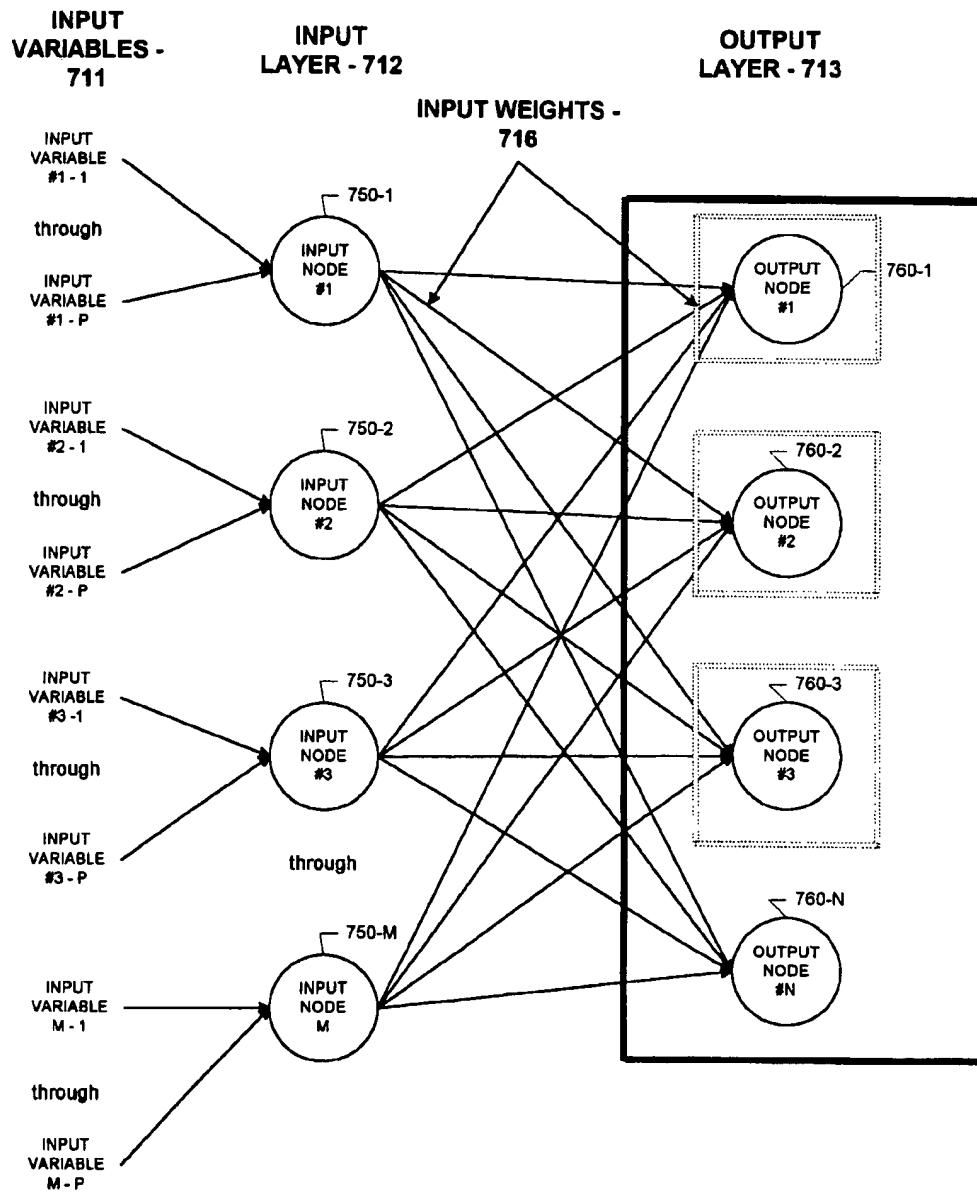 INPUT
VARIABLES -
711
INPUT
LAYER - 712
OUTPUT
LAYER - 713
INPUT WEIGHTS -
716
INPUT
VARIABLE
#1 - 1
through
INPUT
VARIABLE
#1 - P
750-1
INPUT
NODE
#1
OUTPUT
NODE
#1
760-1
INPUT
VARIABLE
#2 - 1
through
INPUT
VARIABLE
#2 - P
750-2
INPUT
NODE
#2
760-2
OUTPUT
NODE
#2
INPUT
VARIABLE
#3 -1
through
INPUT
VARIABLE
#3 - P
750-3
INPUT
NODE
#3
through
760-3
OUTPUT
NODE
#3
INPUT
VARIABLE
M - 1
through
INPUT
VARIABLE
M - P
750-M
INPUT
NODE
M
760-N
OUTPUT
NODE
#N